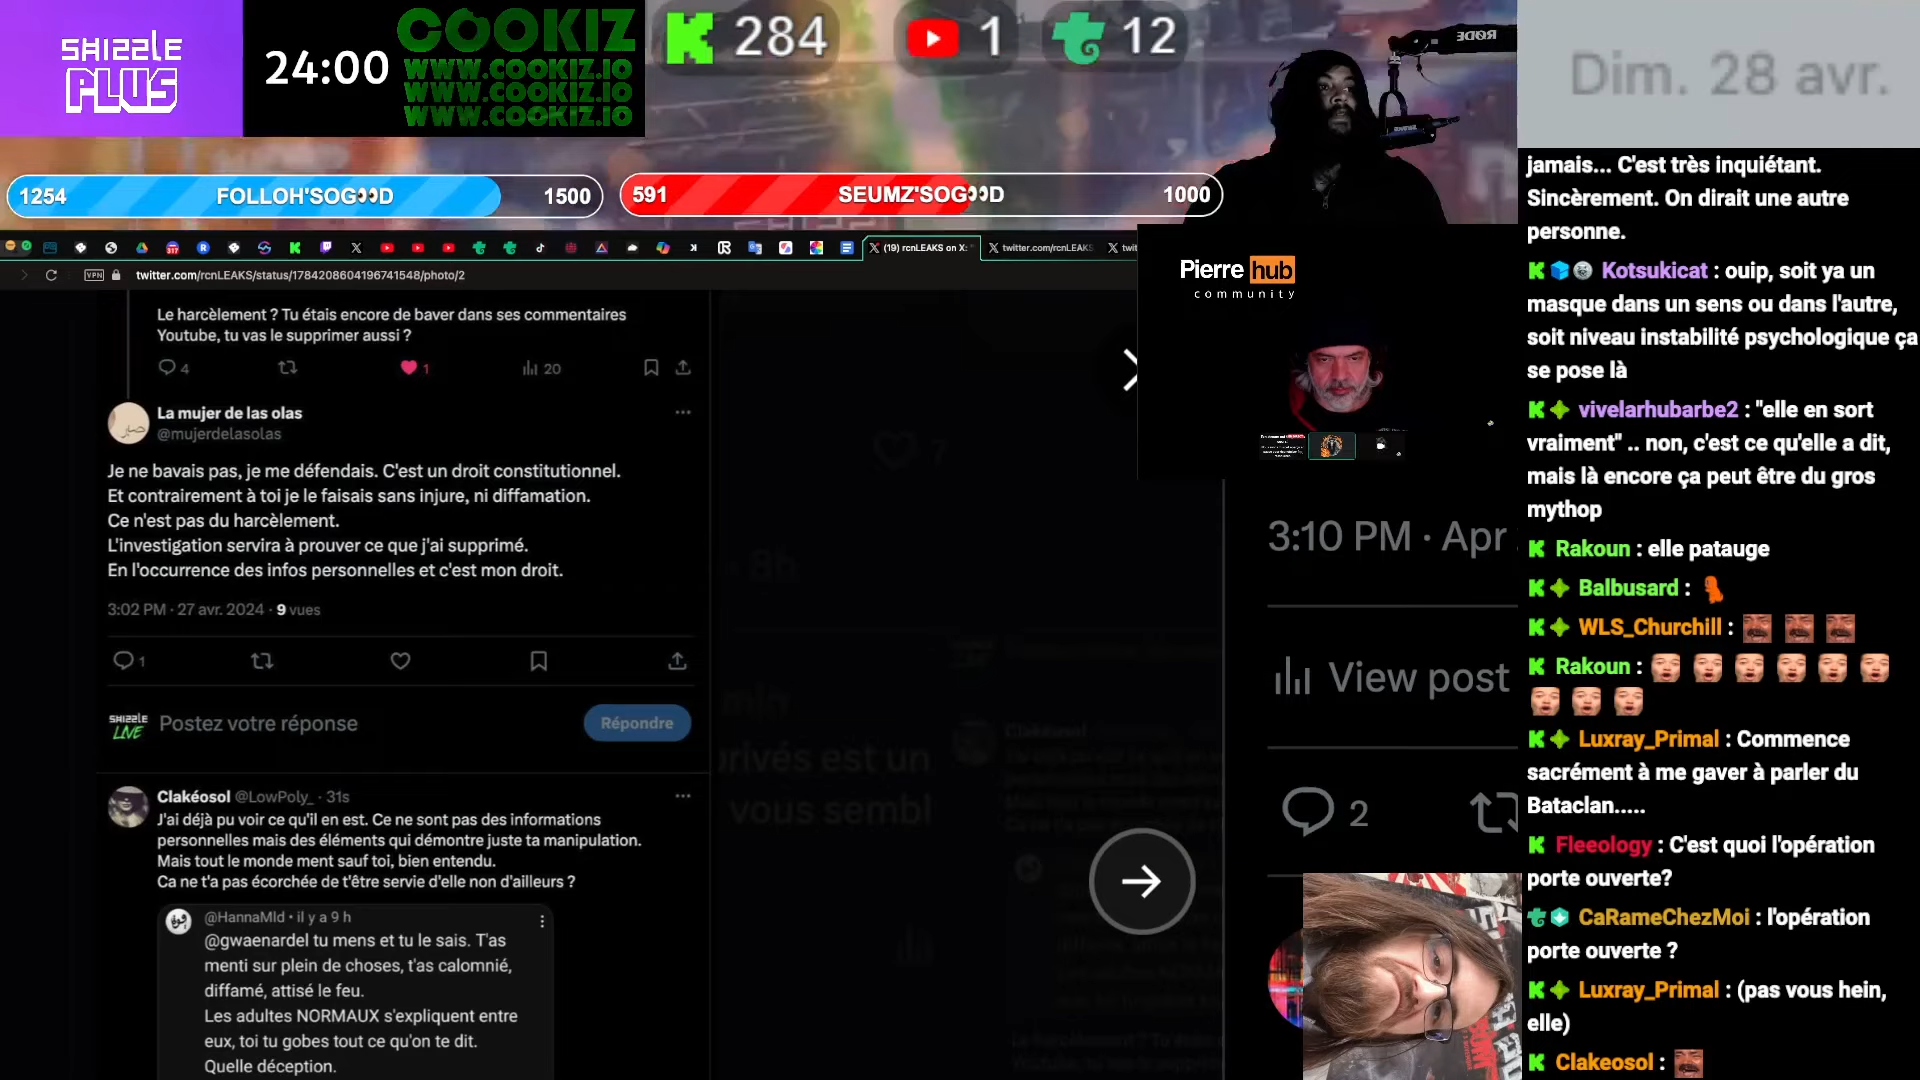 SHIZZLE
PLUS
24:00
COOKIZ
WWW.COOKIZ.IO
WWW.COOKIZ.IO
WWW.COOKIZ.IO
284
1
12
RØDE
Dim. 28 avr.
1254
FOLLOH'SOG👀D
1500
591
SEUMZ'SOG👀D
1000
(19) rcnLEAKS on X:
twitter.com/rcnLEAKS
VPN
twitter.com/rcnLEAKS/status/1784208604196741548/photo/2
Le harcèlement ? Tu étais encore de baver dans ses commentaires
Youtube, tu vas le supprimer aussi ?
4
1
20
La mujer de las olas
@mujerdelasolas
Je ne bavais pas, je me défendais. C'est un droit constitutionnel.
Et contrairement à toi je le faisais sans injure, ni diffamation.
Ce n'est pas du harcèlement.
L'investigation servira à prouver ce que j'ai supprimé.
En l'occurrence des infos personnelles et c'est mon droit.
3:02 PM · 27 avr. 2024 · 9 vues
1
SHIZZLE
LIVE
Postez votre réponse
Répondre
Clakéosol @LowPoly_ · 31s
J'ai déjà pu voir ce qu'il en est. Ce ne sont pas des informations
personnelles mais des éléments qui démontre juste ta manipulation.
Mais tout le monde ment sauf toi, bien entendu.
Ca ne t'a pas écorchée de t'être servie d'elle non d'ailleurs ?
@HannaMld • il y a 9 h
@gwaenardel tu mens et tu le sais. T'as
menti sur plein de choses, t'as calomnié,
diffamé, attisé le feu.
Les adultes NORMAUX s'expliquent entre
eux, toi tu gobes tout ce qu'on te dit.
Quelle déception.
7
8h
min
privés est un
vous sembl
Clakéosol
Pierre hub
community
3:10 PM · Apr
View post
2
jamais... C'est très inquiétant.
Sincèrement. On dirait une autre
personne.
Kotsukicat : ouip, soit ya un
masque dans un sens ou dans l'autre,
soit niveau instabilité psychologique ça
se pose là
vivelarhubarbe2 : "elle en sort
vraiment" .. non, c'est ce qu'elle a dit,
mais là encore ça peut être du gros
mythop
Rakoun : elle patauge
Balbusard :
WLS_Churchill :
Rakoun :
Luxray_Primal : Commence
sacrément à me gaver à parler du
Bataclan.....
Fleeology : C'est quoi l'opération
porte ouverte?
CaRameChezMoi : l'opération
porte ouverte ?
Luxray_Primal : (pas vous hein,
elle)
Clakeosol :